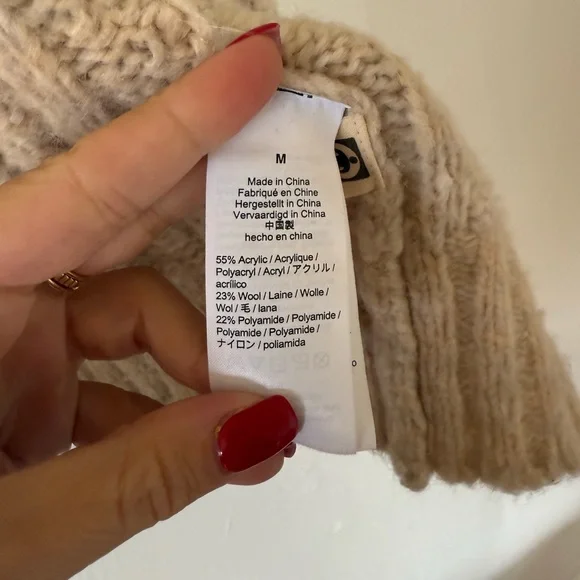 M
Made in China
Fabriqué en Chine
Hergestellt in China
Vervaardigd in China
中国製
hecho en china
55% Acrylic / Acrylique /
Polyacryl / Acryl / アクリル /
acrílico
23% Wool / Laine / Wolle /
Wol / 毛 / lana
22% Polyamide / Polyamide /
Polyamide / Polyamide /
ナイロン / poliamida